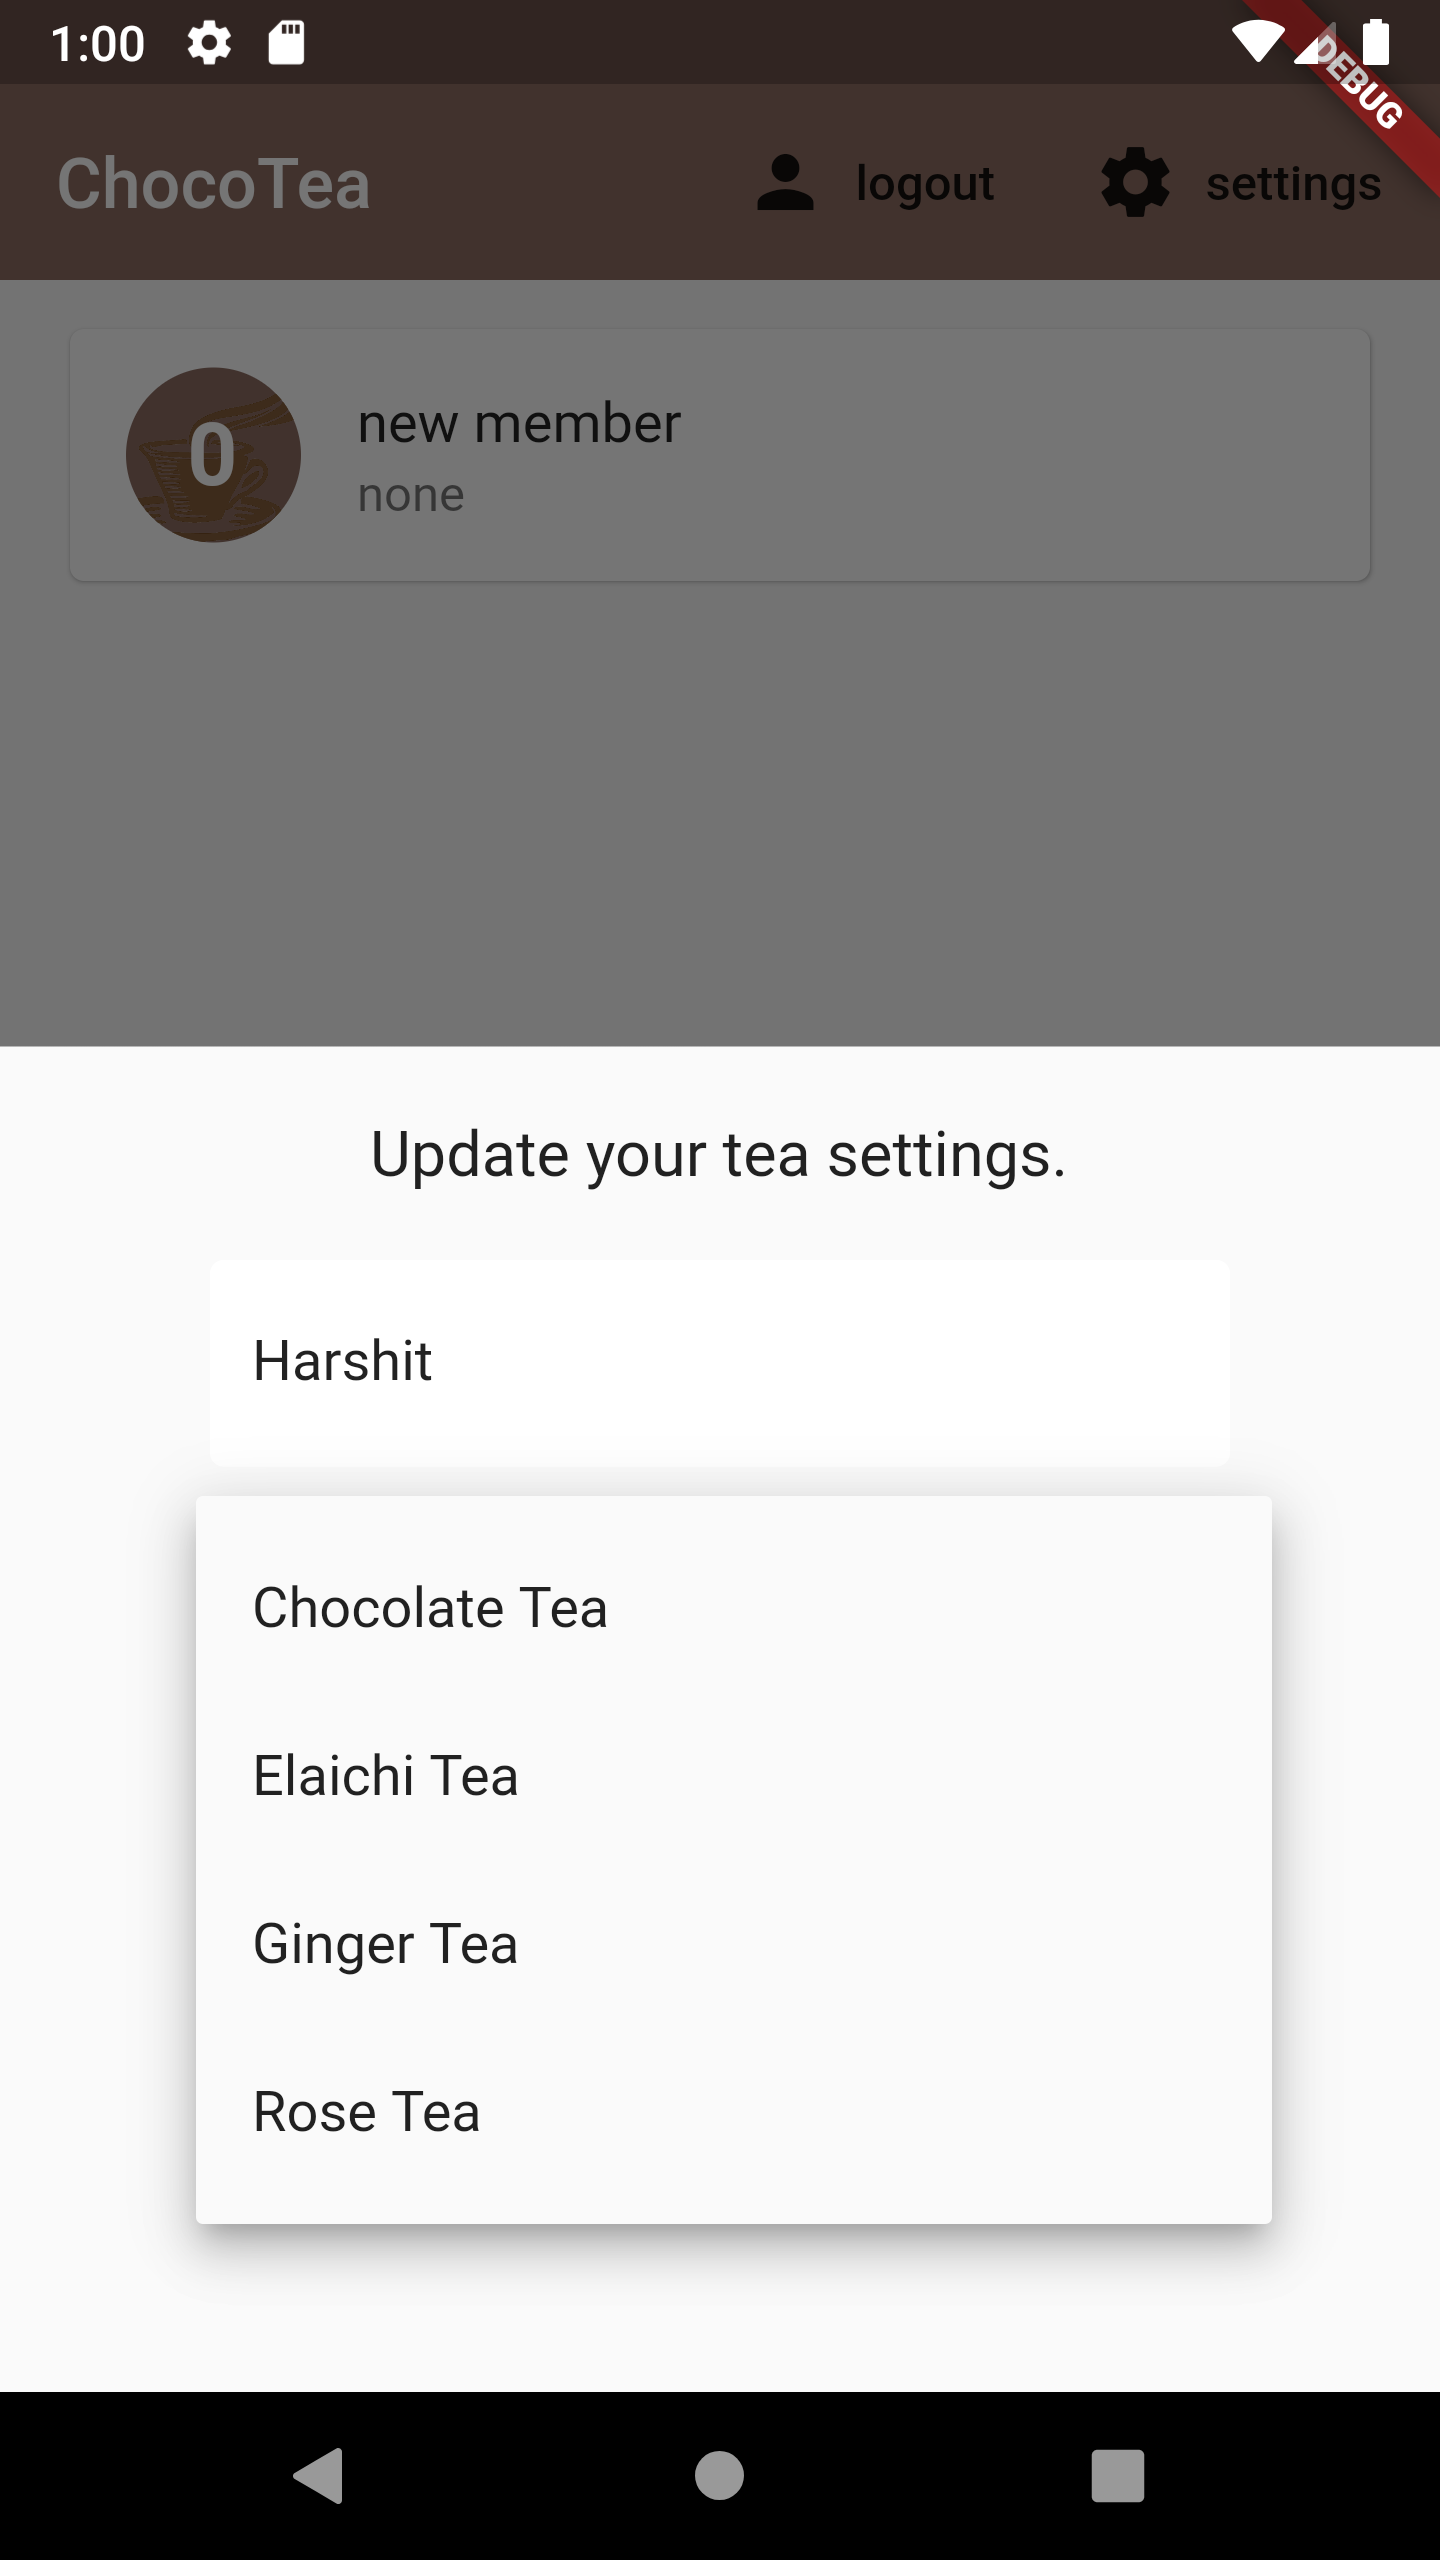 1:00
DEBUG
ChocoTea logout settings
0
new member
none
Update your tea settings.
Harshit
Chocolate Tea
Elaichi Tea
Ginger Tea
Rose Tea